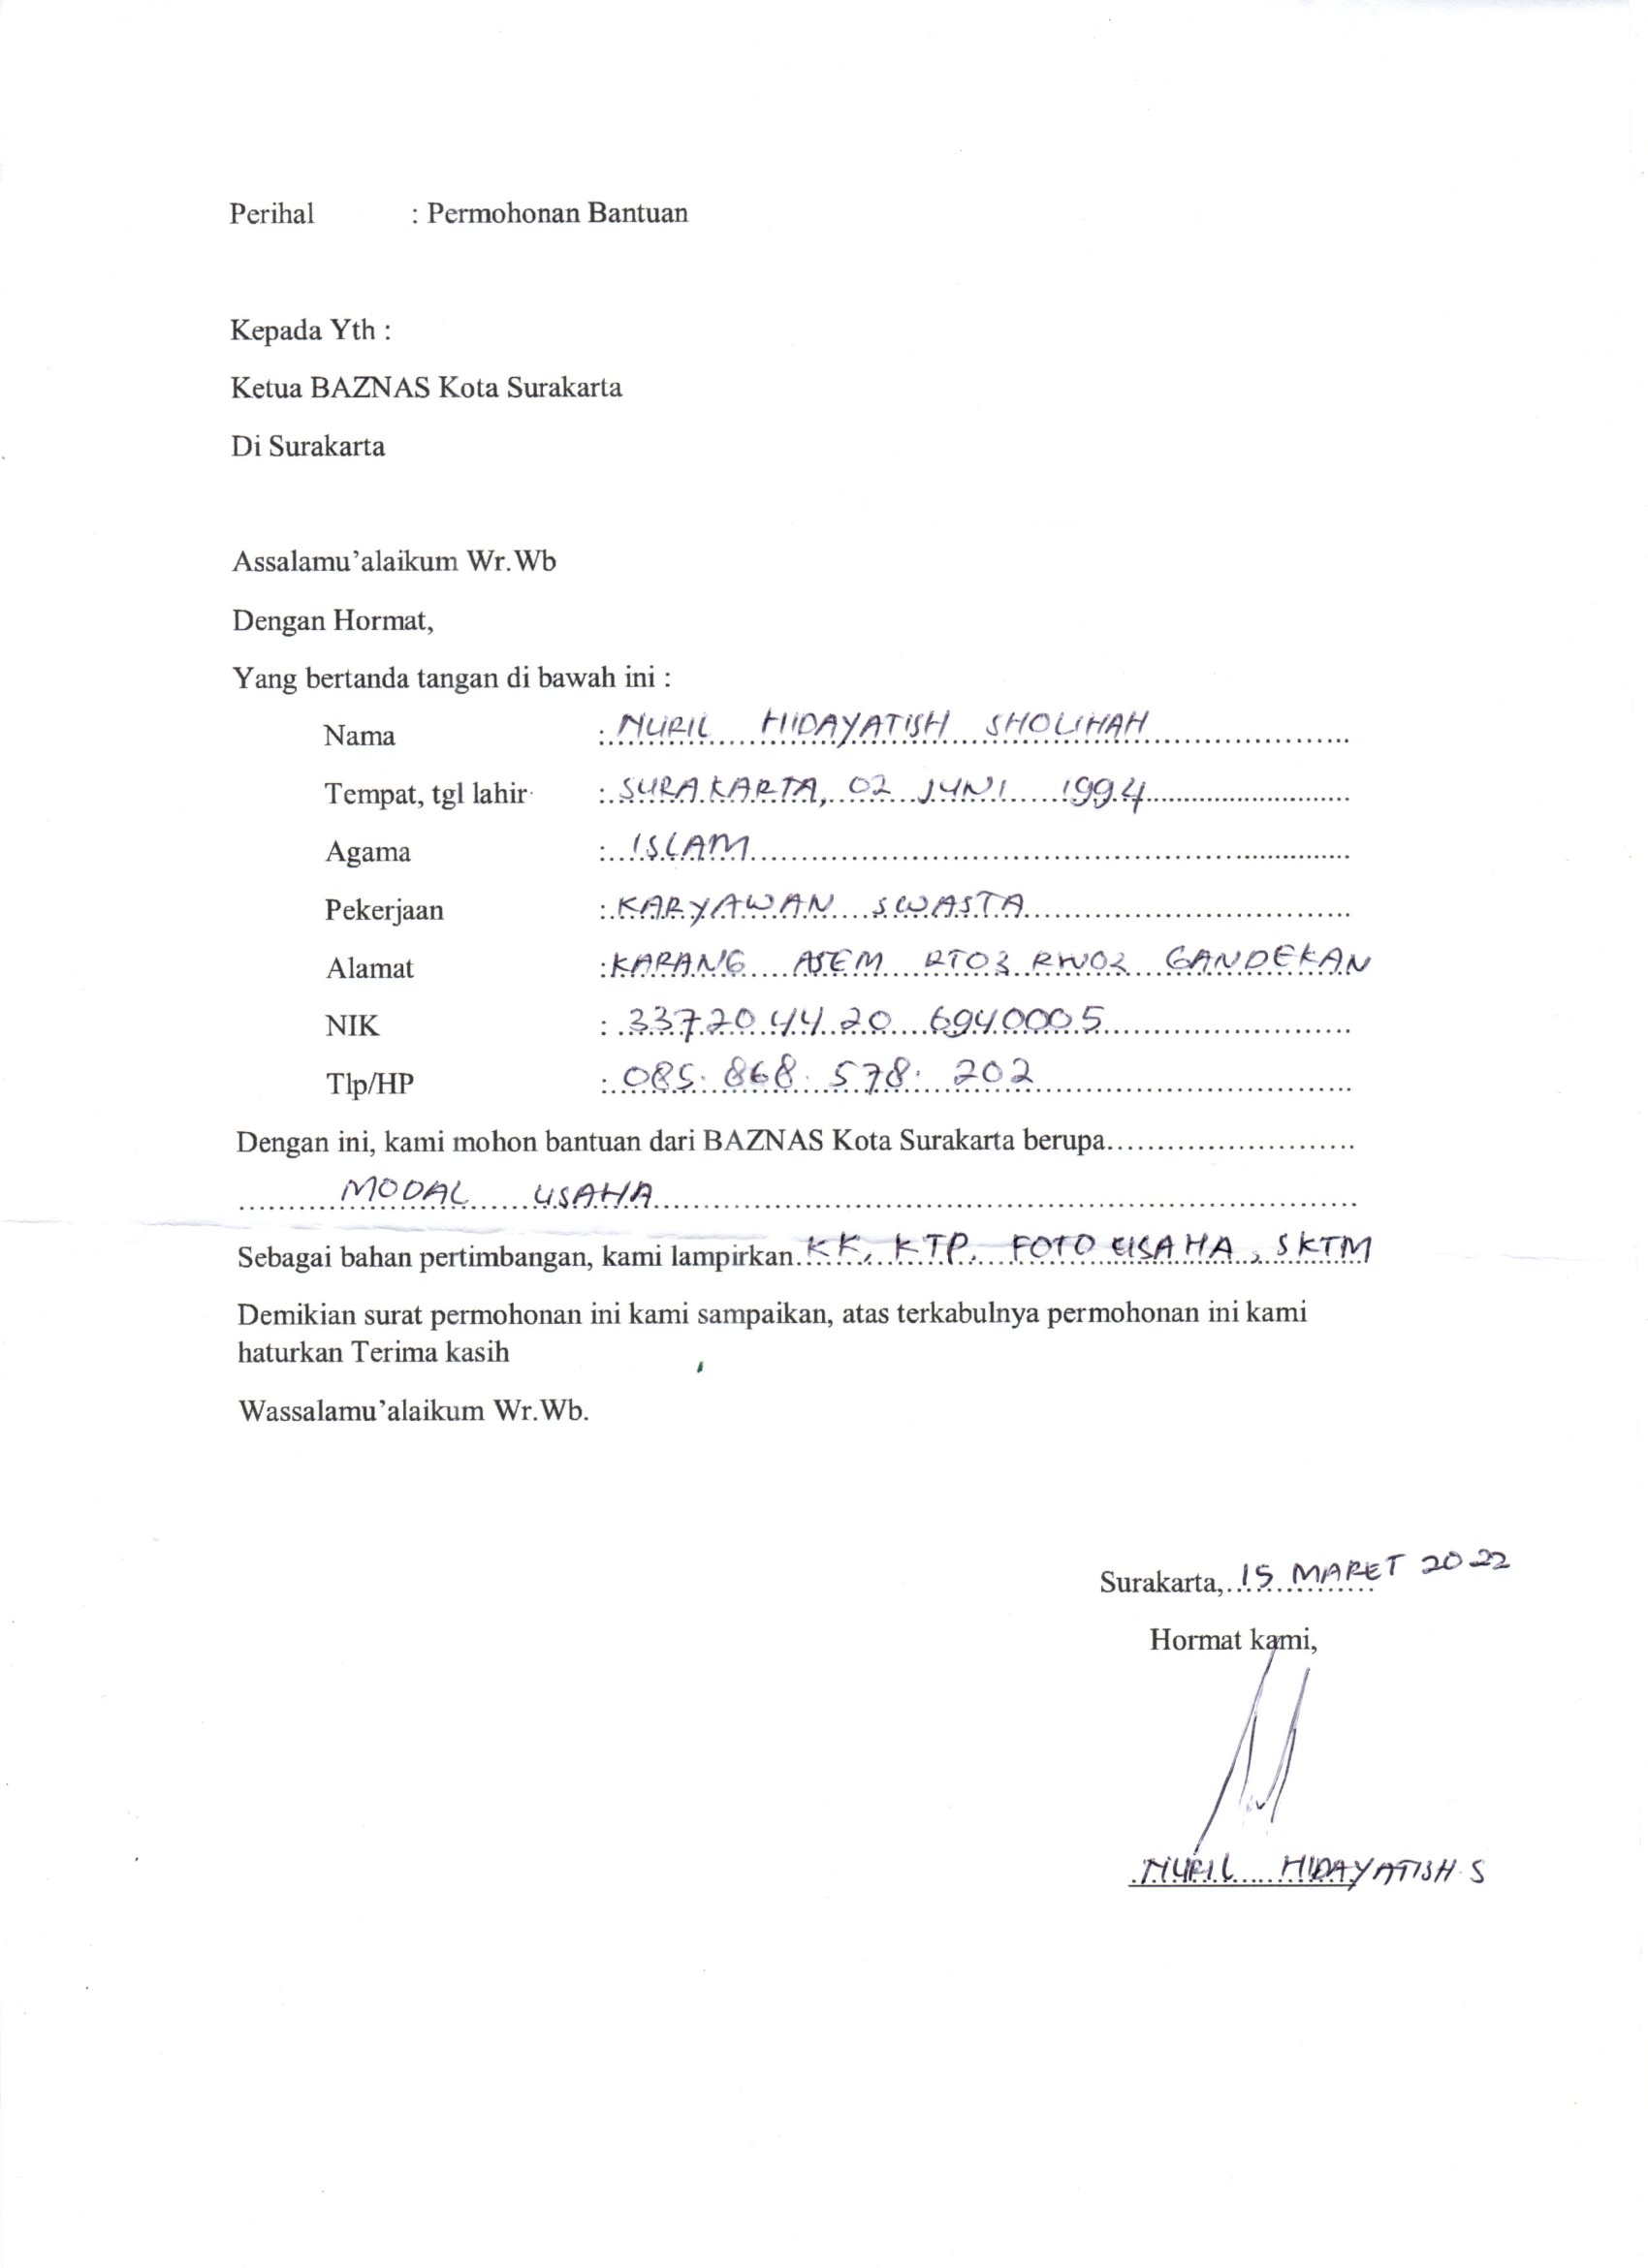 Perihal : Permohonan Bantuan
Kepada Yth :
Ketua BAZNAS Kota Surakarta
Di Surakarta
Assalamu’alaikum Wr.Wb
Dengan Hormat,
Yang bertanda tangan di bawah ini :
Nama : NURIL HIDAYATISH SHOLIHAH
Tempat, tgl lahir : SURAKARTA, 02 JUNI 1994
Agama : ISLAM
Pekerjaan : KARYAWAN SWASTA
Alamat : KARANG ASEM RT03 RW02 GANDEKAN
NIK : 33720 44 20 6940005
Tlp/HP : 085. 868. 578. 202
Dengan ini, kami mohon bantuan dari BAZNAS Kota Surakarta berupa
MODAL USAHA
Sebagai bahan pertimbangan, kami lampirkan KK, KTP, FOTO USAHA, SKTM
Demikian surat permohonan ini kami sampaikan, atas terkabulnya permohonan ini kami
haturkan Terima kasih
Wassalamu’alaikum Wr.Wb.
Surakarta, 15 MARET 2022
Hormat kami,
NURIL HIDAYATISH S